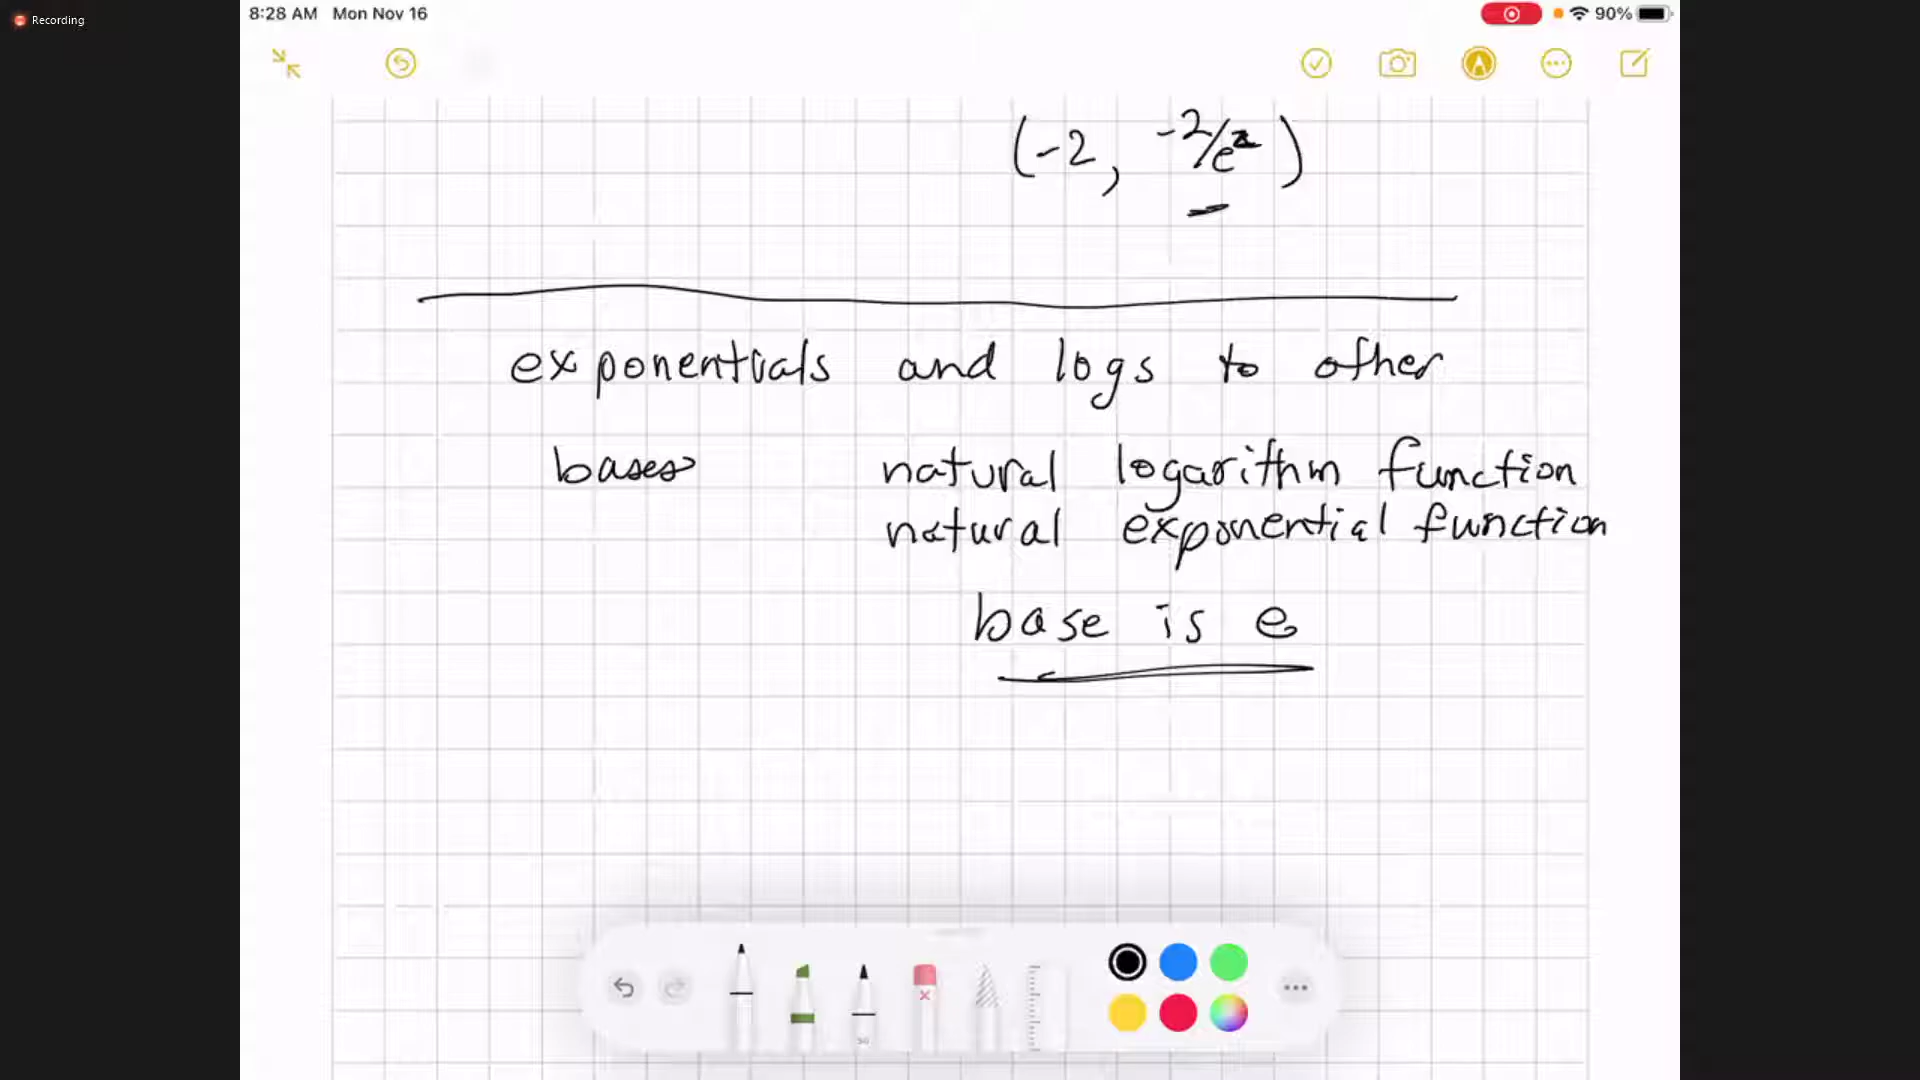 Recording
8:28 AM Mon Nov 16
90%
(-2, -2/e²)
exponentials and logs to other
bases
natural logarithm function
natural exponential function
base is e
50